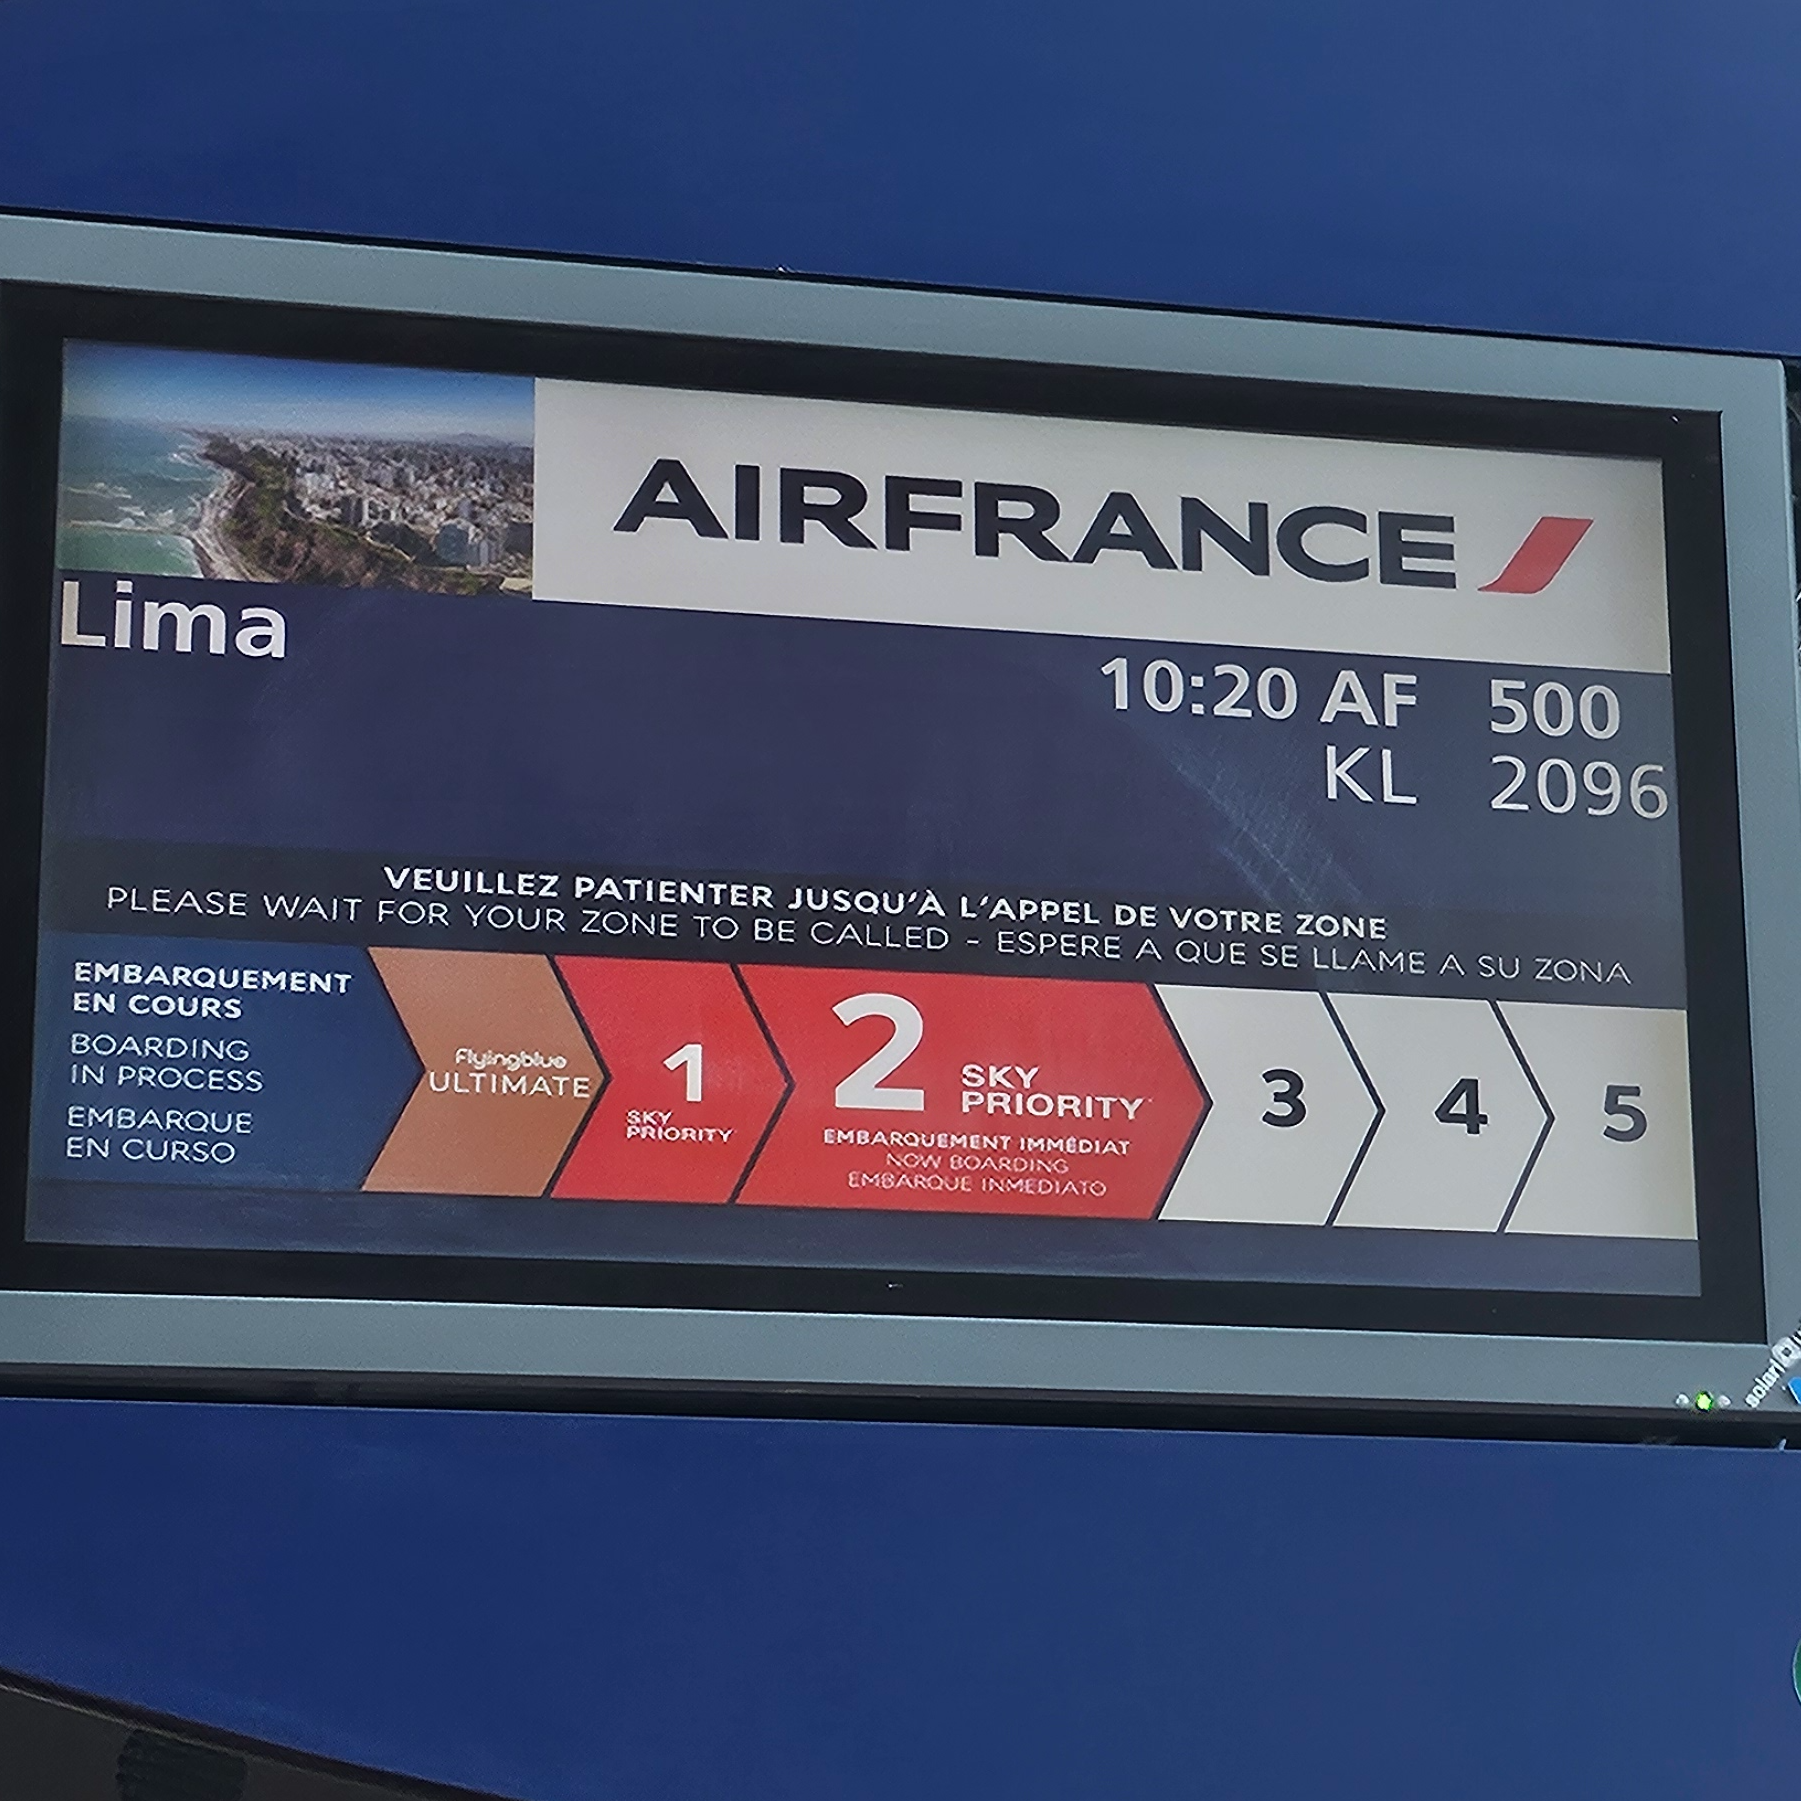 AIRFRANCE
Lima
10:20 AF 500
KL 2096
VEUILLEZ PATIENTER JUSQU'À L'APPEL DE VOTRE ZONE
PLEASE WAIT FOR YOUR ZONE TO BE CALLED - ESPERE A QUE SE LLAME A SU ZONA
EMBARQUEMENT
EN COURS
BOARDING
IN PROCESS
EMBARQUE
EN CURSO
Flyingblue
ULTIMATE
1
SKY
PRIORITY
2
SKY
PRIORITY
EMBARQUEMENT IMMÉDIAT
NOW BOARDING
EMBARQUE INMEDIATO
3
4
5
solari